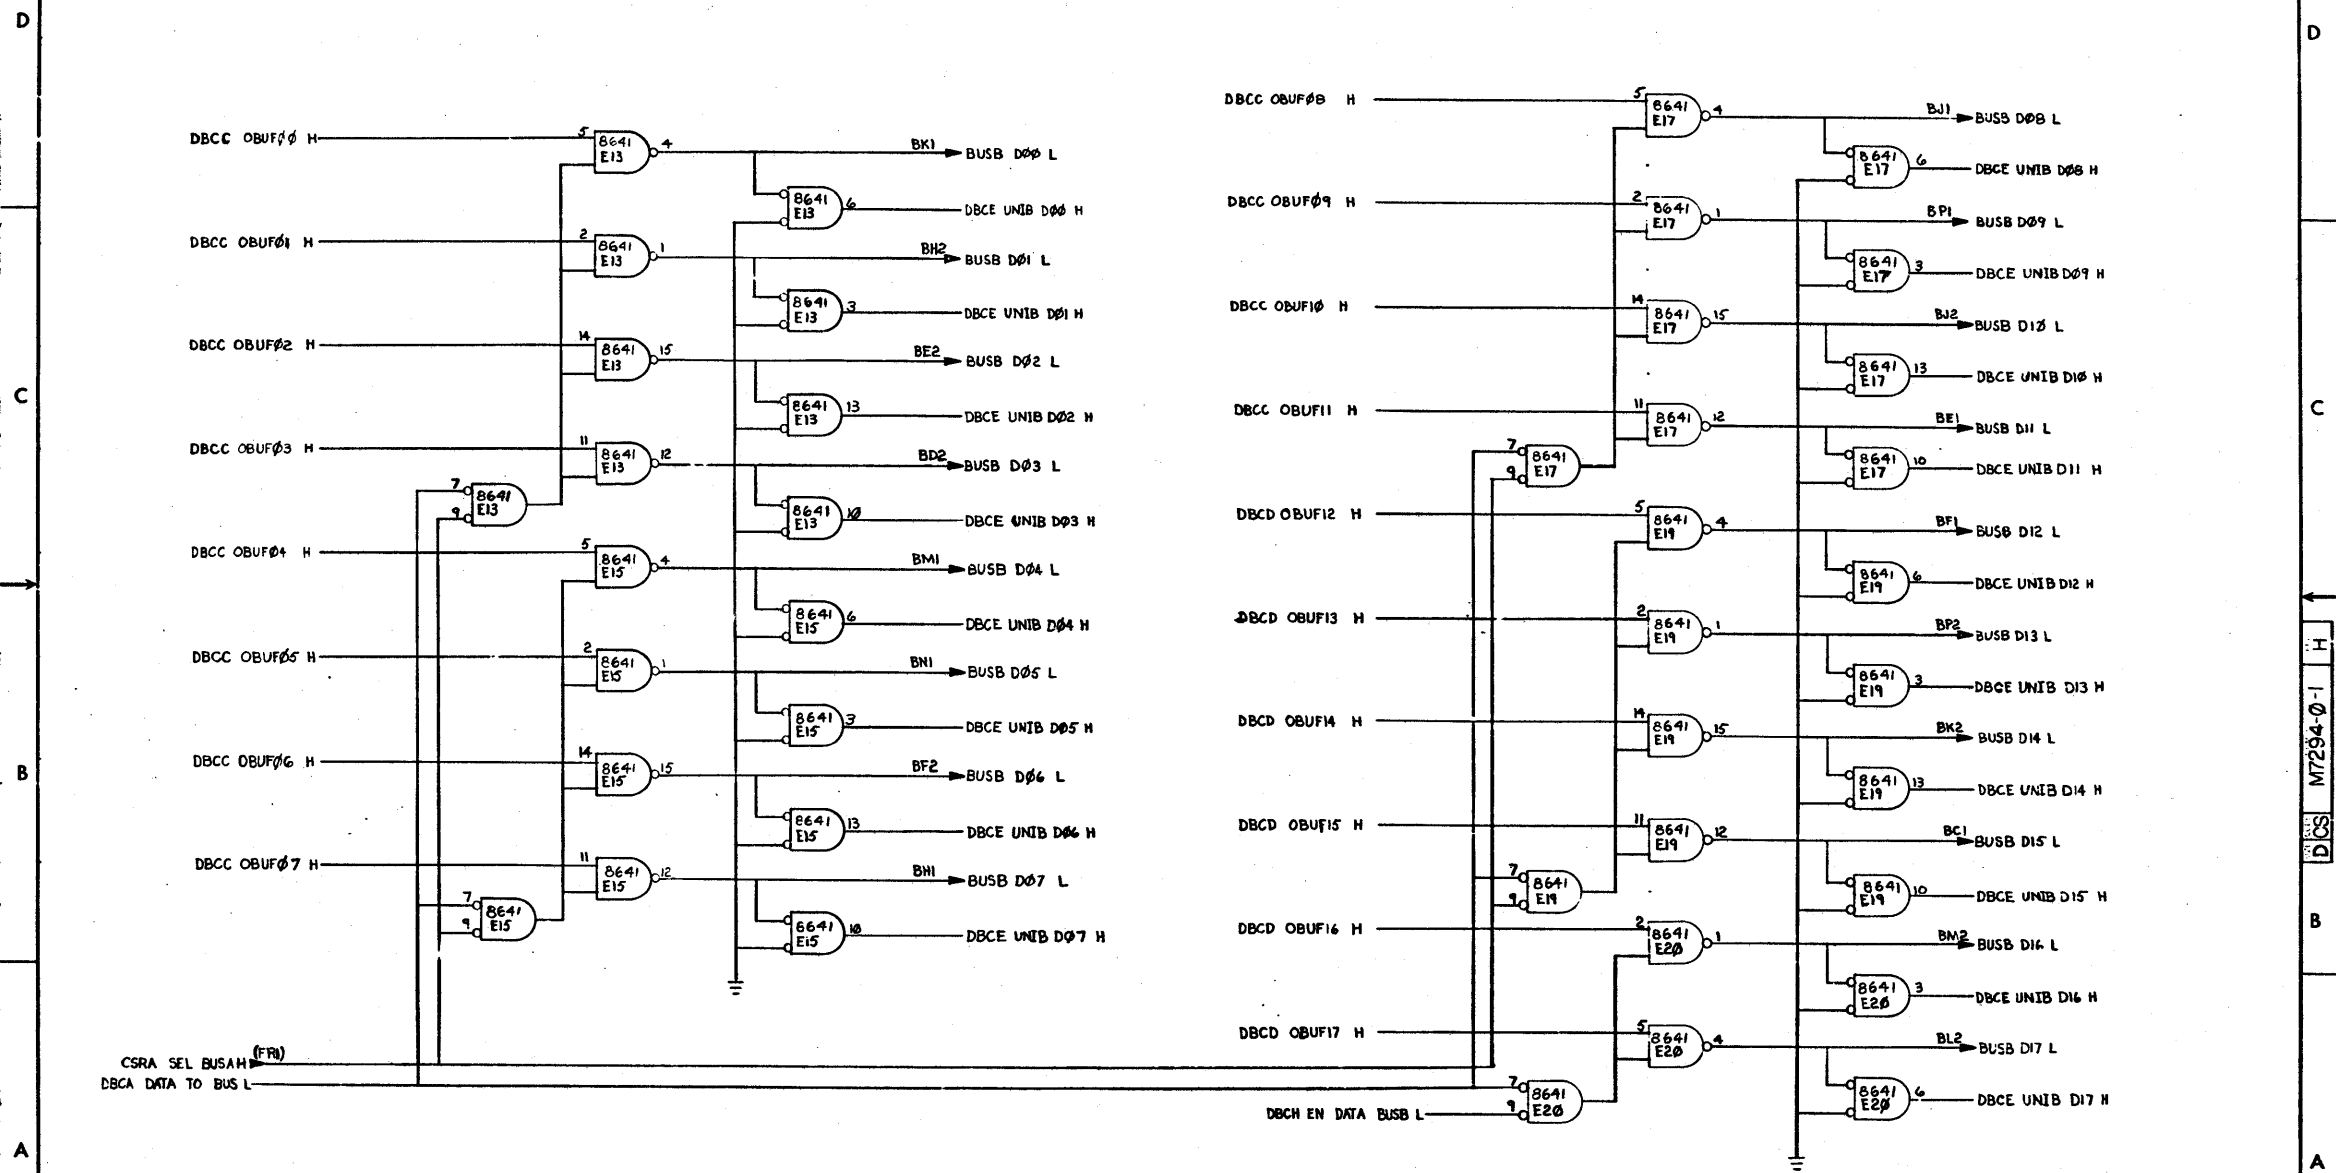 D
D
DBCC OBUFØØ H
5
8641
E13
4
BK1
BUSB DØØ L
8641
E13
6
DBCE UNIB DØØ H
DBCC OBUFØ1 H
2
8641
E13
1
BH2
BUSB DØ1 L
8641
E13
3
DBCE UNIB DØ1 H
DBCC OBUFØ2 H
14
8641
E13
15
BE2
BUSB DØ2 L
8641
E13
13
DBCE UNIB DØ2 H
C
DBCC OBUFØ3 H
11
8641
E13
12
BD2
BUSB DØ3 L
7
9
8641
E13
8641
E13
10
DBCE UNIB DØ3 H
DBCC OBUFØ4 H
5
8641
E15
4
BM1
BUSB DØ4 L
8641
E15
6
DBCE UNIB DØ4 H
DBCC OBUFØ5 H
2
8641
E15
1
BN1
BUSB DØ5 L
8641
E15
3
DBCE UNIB DØ5 H
B
DBCC OBUFØ6 H
14
8641
E15
15
BF2
BUSB DØ6 L
8641
E15
13
DBCE UNIB DØ6 H
DBCC OBUFØ7 H
11
8641
E15
12
BH1
BUSB DØ7 L
7
9
8641
E15
8641
E15
10
DBCE UNIB DØ7 H
CSRA SEL BUSA H (FR1)
DBCA DATA TO BUS L
A
DBCC OBUFØ8 H
5
8641
E17
4
BJ1
BUSB DØ8 L
8641
E17
6
DBCE UNIB DØ8 H
DBCC OBUFØ9 H
2
8641
E17
1
BP1
BUSB DØ9 L
8641
E17
3
DBCE UNIB DØ9 H
DBCC OBUF1Ø H
14
8641
E17
15
BJ2
BUSB D1Ø L
8641
E17
13
DBCE UNIB D1Ø H
C
DBCC OBUF11 H
11
8641
E17
12
BE1
BUSB D11 L
7
9
8641
E17
8641
E17
10
DBCE UNIB D11 H
DBCD OBUF12 H
5
8641
E19
4
BF1
BUSB D12 L
8641
E19
6
DBCE UNIB D12 H
DBCD OBUF13 H
2
8641
E19
1
BP2
BUSB D13 L
8641
E19
3
DBCE UNIB D13 H
DBCD OBUF14 H
14
8641
E19
15
BK2
BUSB D14 L
8641
E19
13
DBCE UNIB D14 H
DBCD OBUF15 H
11
8641
E19
12
BC1
BUSB D15 L
7
9
8641
E19
8641
E19
10
DBCE UNIB D15 H
B
DBCD OBUF16 H
2
8641
E2Ø
1
BM2
BUSB D16 L
8641
E2Ø
3
DBCE UNIB D16 H
DBCD OBUF17 H
5
8641
E2Ø
4
BL2
BUSB D17 L
7
9
8641
E2Ø
8641
E2Ø
6
DBCE UNIB D17 H
DBCH EN DATA BUSB L
A
D CS M7294-Ø-1 H